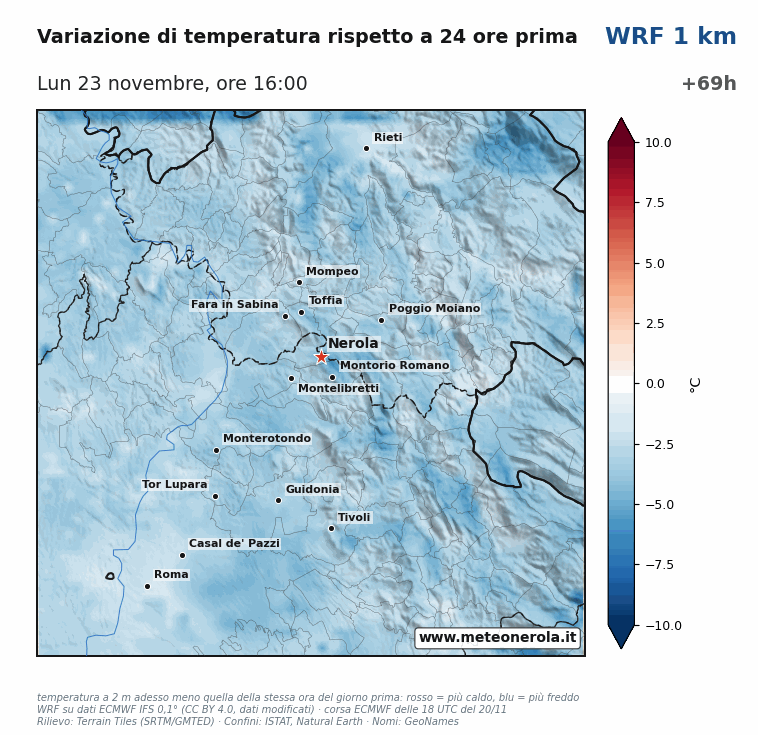 Variazione di temperatura rispetto a 24 ore prima
WRF 1 km
Lun 23 novembre, ore 16:00
+69h
Rieti
Mompeo
Toffia
Fara in Sabina
Poggio Moiano
Nerola
Montorio Romano
Montelibretti
Monterotondo
Tor Lupara
Guidonia
Tivoli
Casal de' Pazzi
Roma
www.meteonerola.it
10.0
7.5
5.0
2.5
0.0
−2.5
−5.0
−7.5
−10.0
°C
temperatura a 2 m adesso meno quella della stessa ora del giorno prima: rosso = più caldo, blu = più freddo
WRF su dati ECMWF IFS 0,1° (CC BY 4.0, dati modificati) · corsa ECMWF delle 18 UTC del 20/11
Rilievo: Terrain Tiles (SRTM/GMTED) · Confini: ISTAT, Natural Earth · Nomi: GeoNames